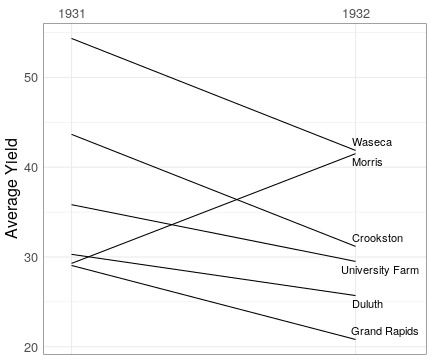 1931 1932
Average Yield
50
40
30
20
Waseca
Morris
Crookston
University Farm
Duluth
Grand Rapids